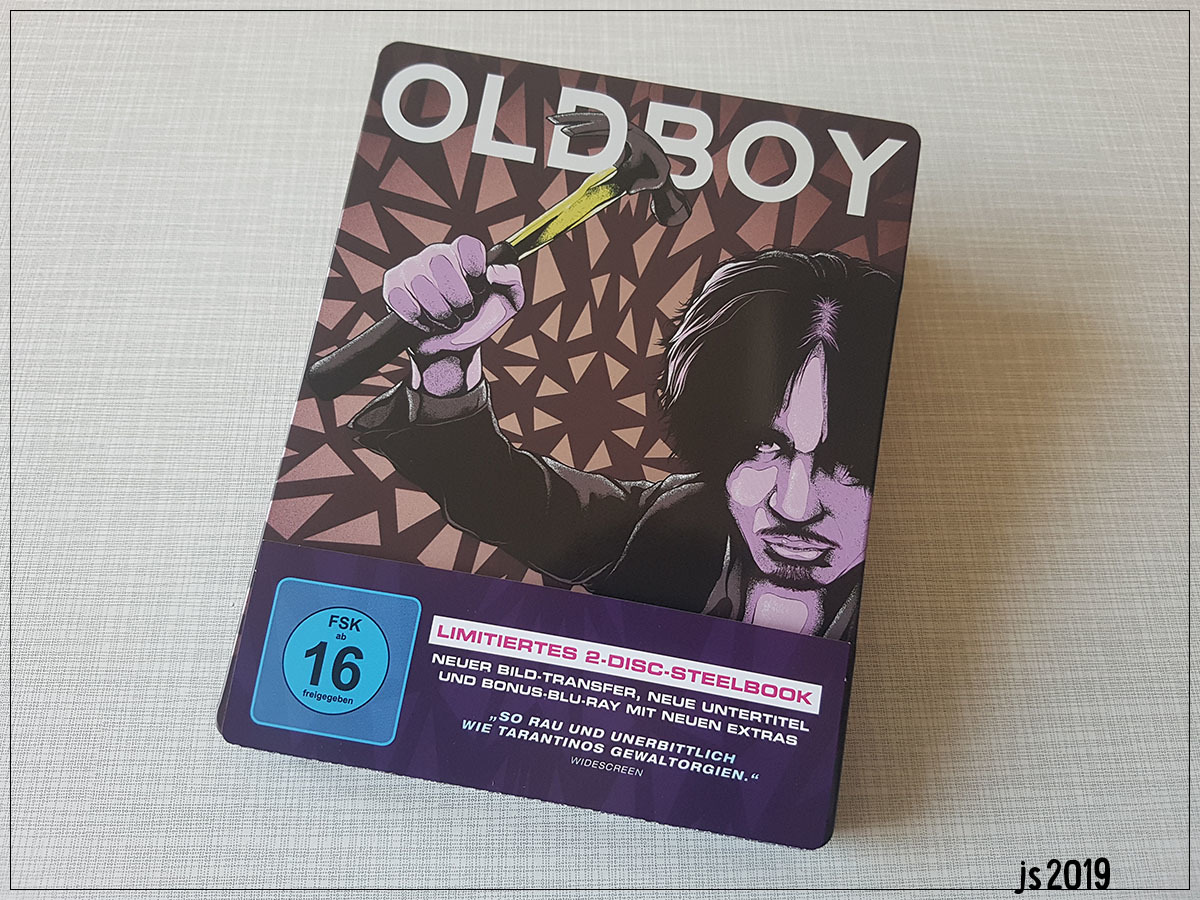 OLDBOY
FSK
ab
16
freigegeben
LIMITIERTES 2-DISC-STEELBOOK
NEUER BILD-TRANSFER, NEUE UNTERTITEL
UND BONUS-BLU-RAY MIT NEUEN EXTRAS
„SO RAU UND UNERBITTLICH
WIE TARANTINOS GEWALTORGIEN.“
WIDESCREEN
js 2019